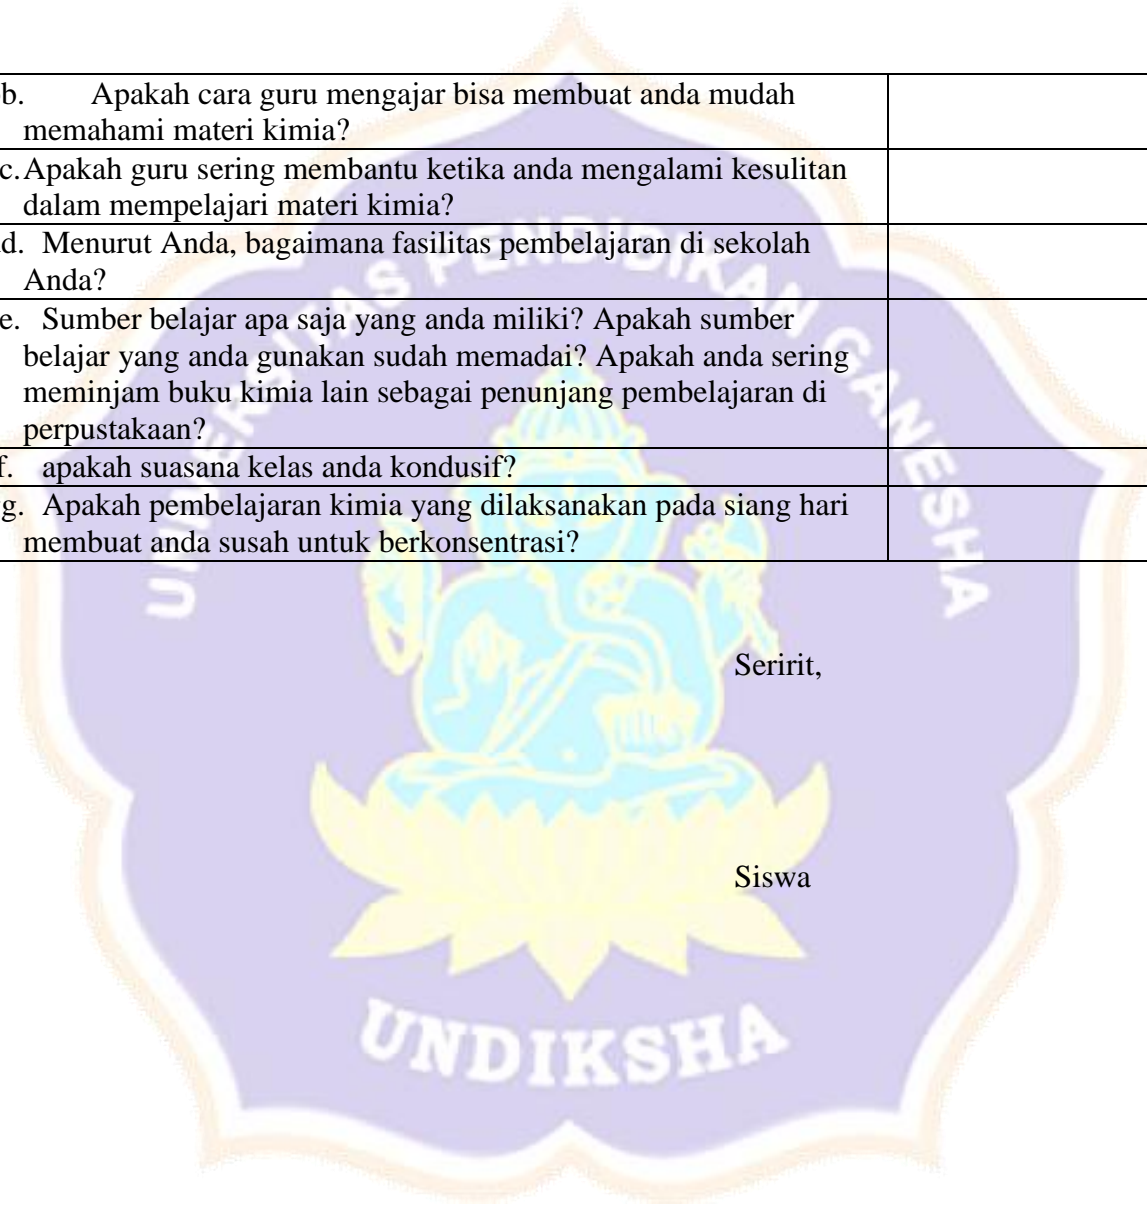 b. Apakah cara guru mengajar bisa membuat anda mudah
memahami materi kimia?
c. Apakah guru sering membantu ketika anda mengalami kesulitan
dalam mempelajari materi kimia?
d. Menurut Anda, bagaimana fasilitas pembelajaran di sekolah
Anda?
e. Sumber belajar apa saja yang anda miliki? Apakah sumber
belajar yang anda gunakan sudah memadai? Apakah anda sering
meminjam buku kimia lain sebagai penunjang pembelajaran di
perpustakaan?
f. apakah suasana kelas anda kondusif?
g. Apakah pembelajaran kimia yang dilaksanakan pada siang hari
membuat anda susah untuk berkonsentrasi?
Seririt,
Siswa
UNIVERSITAS PENDIDIKAN GANESHA
UNDIKSHA